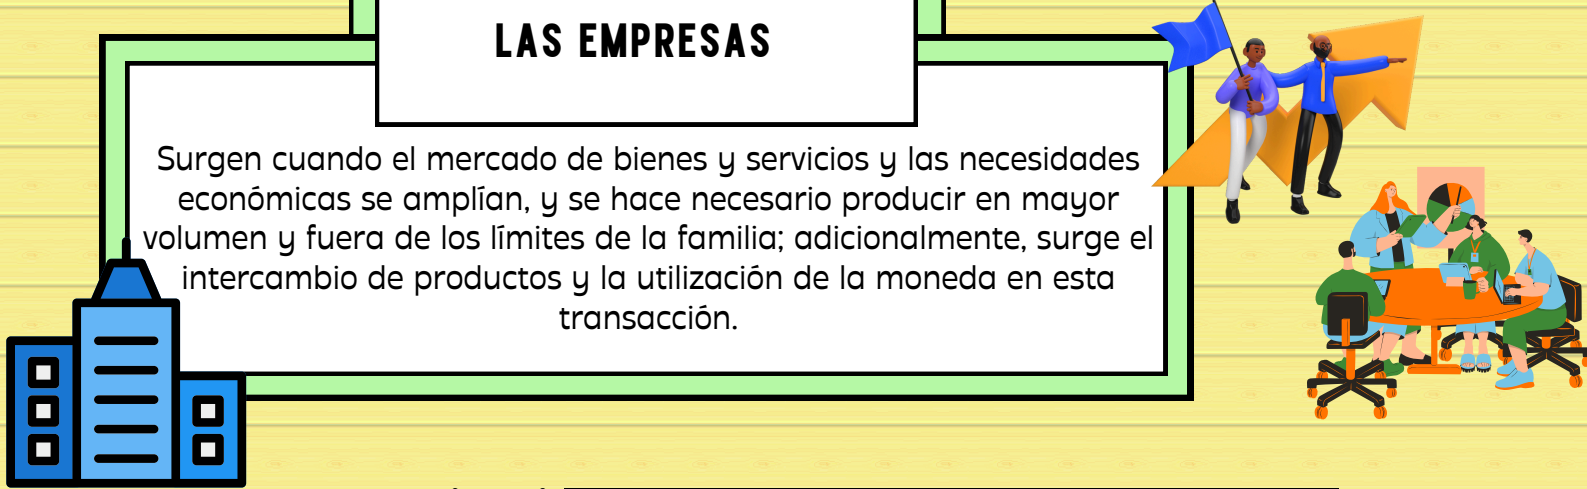 LAS EMPRESAS
Surgen cuando el mercado de bienes y servicios y las necesidades
económicas se amplían, y se hace necesario producir en mayor
volumen y fuera de los límites de la familia; adicionalmente, surge el
intercambio de productos y la utilización de la moneda en esta
transacción.